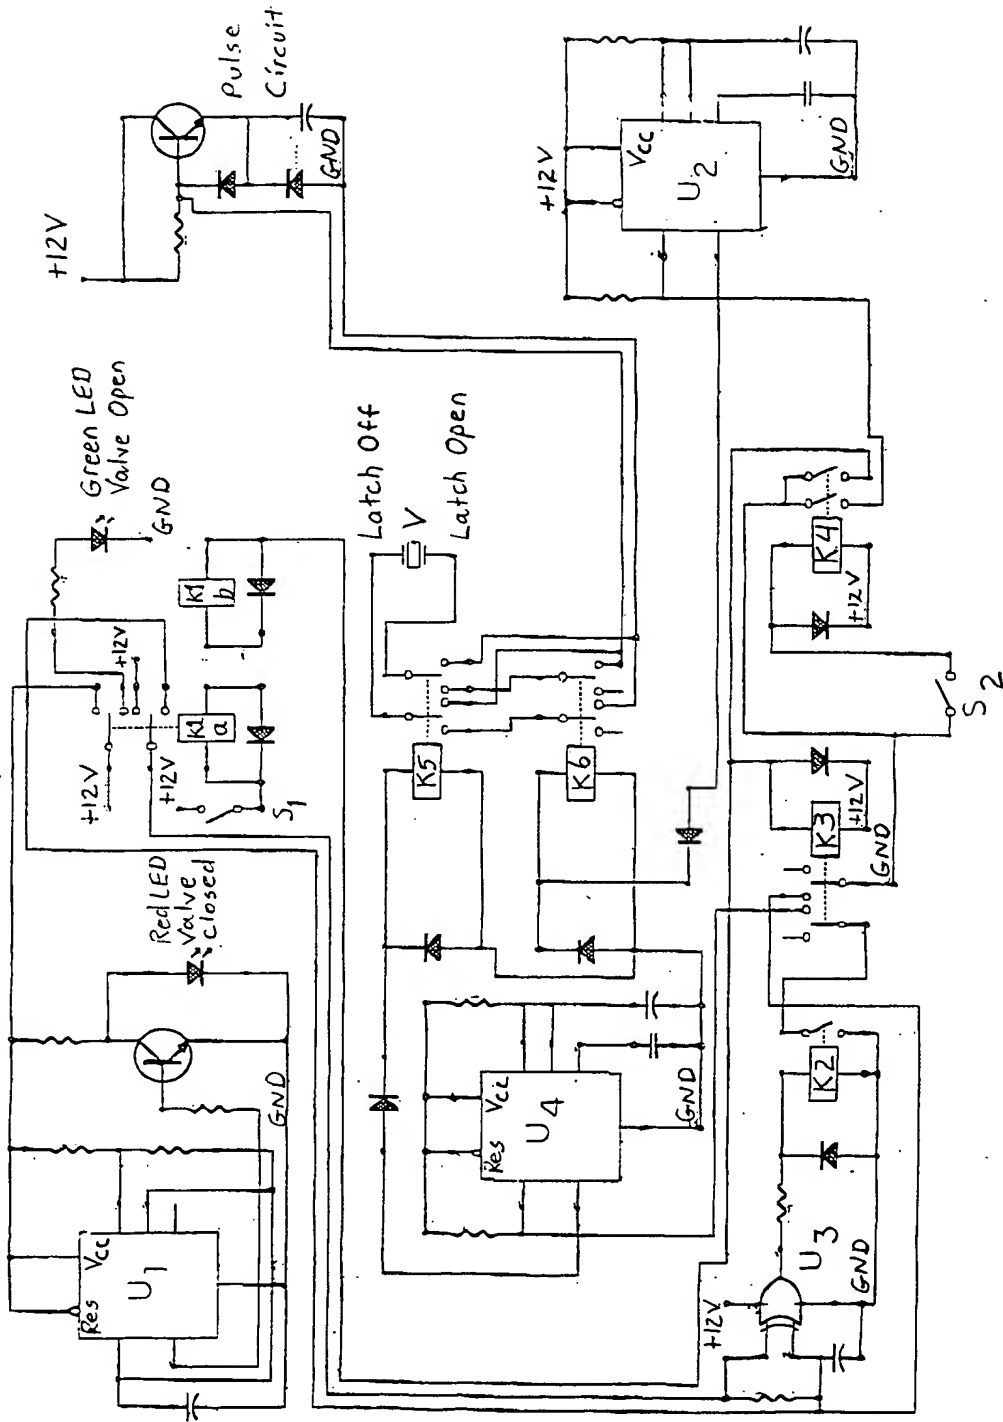 +12V
Pulse
Circuit
GND
Green LED
Valve Open
GND
+12V
+12V
+12V
K1
a
K1
b
S1
Red LED
Valve
Closed
GND
Res
Vcc
U1
Latch Off
V
Latch Open
K5
K6
Res
Vcc
U4
GND
+12V
Vcc
U2
GND
K4
+12V
S2
K3
+12V
GND
K2
+12V
U3
GND